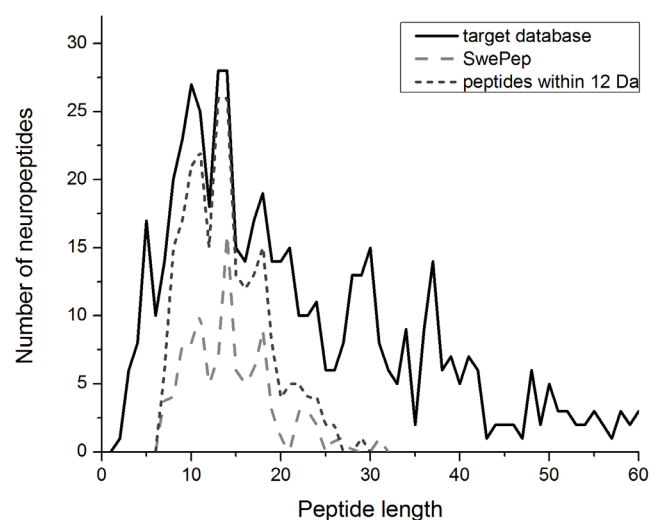 target database
SwePep
peptides within 12 Da
30
25
20
15
10
5
0
Number of neuropeptides
0 10 20 30 40 50 60
Peptide length